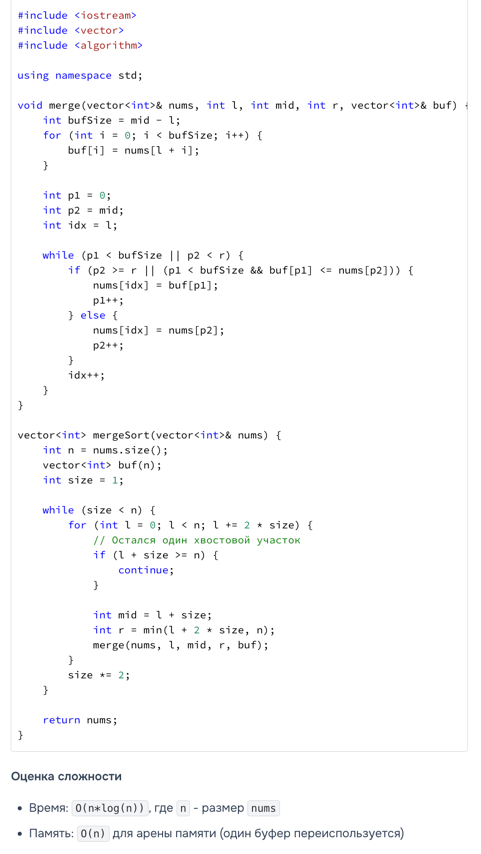 #include <iostream>
#include <vector>
#include <algorithm>
using namespace std;
void merge(vector<int>& nums, int l, int mid, int r, vector<int>& buf) {
    int bufSize = mid - l;
    for (int i = 0; i < bufSize; i++) {
        buf[i] = nums[l + i];
    }
    int p1 = 0;
    int p2 = mid;
    int idx = l;
    while (p1 < bufSize || p2 < r) {
        if (p2 >= r || (p1 < bufSize && buf[p1] <= nums[p2])) {
            nums[idx] = buf[p1];
            p1++;
        } else {
            nums[idx] = nums[p2];
            p2++;
        }
        idx++;
    }
}
vector<int> mergeSort(vector<int>& nums) {
    int n = nums.size();
    vector<int> buf(n);
    int size = 1;
    while (size < n) {
        for (int l = 0; l < n; l += 2 * size) {
            // Остался один хвостовой участок
            if (l + size >= n) {
                continue;
            }
            int mid = l + size;
            int r = min(l + 2 * size, n);
            merge(nums, l, mid, r, buf);
        }
        size *= 2;
    }
    return nums;
}
Оценка сложности
• Время: O(n*log(n)), где n - размер nums
• Память: O(n) для арены памяти (один буфер переиспользуется)